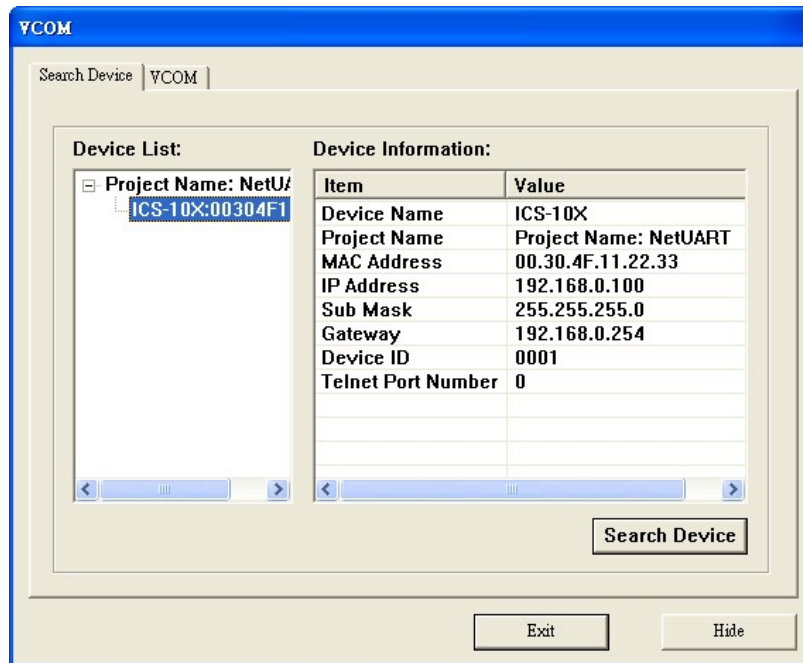 VCOM
Search Device VCOM
Device List:
Project Name: NetUA
ICS-10X:00304F1
Device Information:
Item Value
Device Name ICS-10X
Project Name Project Name: NetUART
MAC Address 00.30.4F.11.22.33
IP Address 192.168.0.100
Sub Mask 255.255.255.0
Gateway 192.168.0.254
Device ID 0001
Telnet Port Number 0
Search Device
Exit Hide